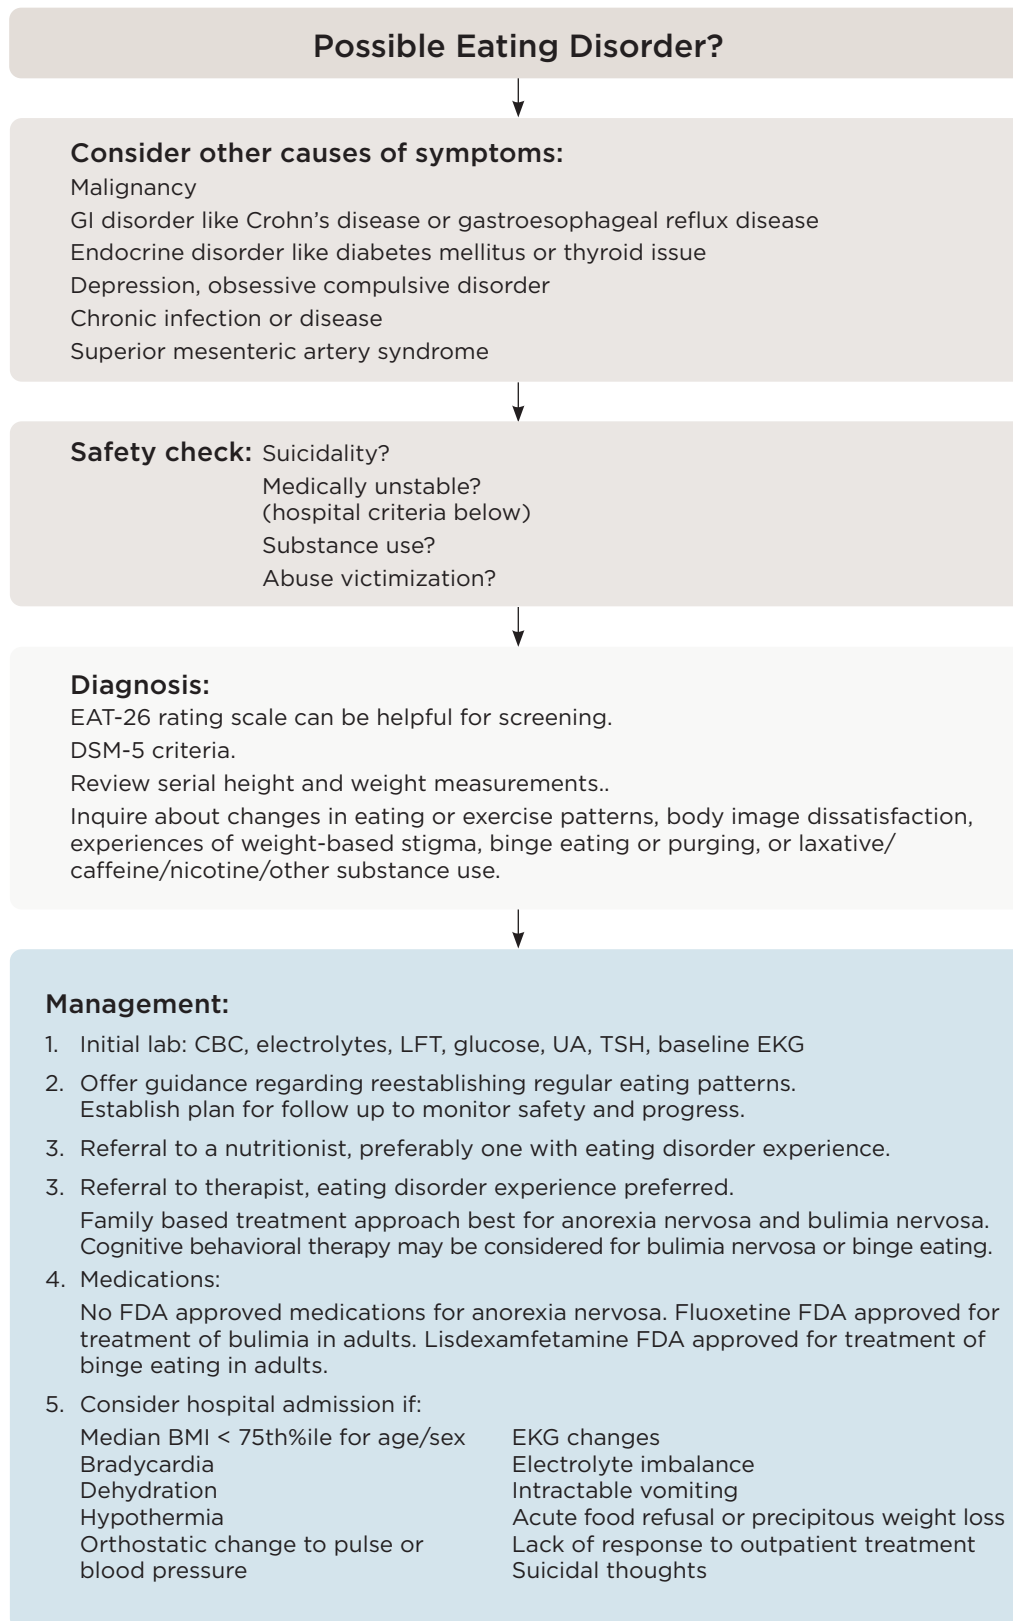 Possible Eating Disorder?
Consider other causes of symptoms:
Malignancy
GI disorder like Crohn’s disease or gastroesophageal reflux disease
Endocrine disorder like diabetes mellitus or thyroid issue
Depression, obsessive compulsive disorder
Chronic infection or disease
Superior mesenteric artery syndrome
Safety check: Suicidality?
Medically unstable?
(hospital criteria below)
Substance use?
Abuse victimization?
Diagnosis:
EAT-26 rating scale can be helpful for screening.
DSM-5 criteria.
Review serial height and weight measurements..
Inquire about changes in eating or exercise patterns, body image dissatisfaction,
experiences of weight-based stigma, binge eating or purging, or laxative/
caffeine/nicotine/other substance use.
Management:
1. Initial lab: CBC, electrolytes, LFT, glucose, UA, TSH, baseline EKG
2. Offer guidance regarding reestablishing regular eating patterns.
Establish plan for follow up to monitor safety and progress.
3. Referral to a nutritionist, preferably one with eating disorder experience.
3. Referral to therapist, eating disorder experience preferred.
Family based treatment approach best for anorexia nervosa and bulimia nervosa.
Cognitive behavioral therapy may be considered for bulimia nervosa or binge eating.
4. Medications:
No FDA approved medications for anorexia nervosa. Fluoxetine FDA approved for
treatment of bulimia in adults. Lisdexamfetamine FDA approved for treatment of
binge eating in adults.
5. Consider hospital admission if:
Median BMI < 75th%ile for age/sex
Bradycardia
Dehydration
Hypothermia
Orthostatic change to pulse or
blood pressure
EKG changes
Electrolyte imbalance
Intractable vomiting
Acute food refusal or precipitous weight loss
Lack of response to outpatient treatment
Suicidal thoughts